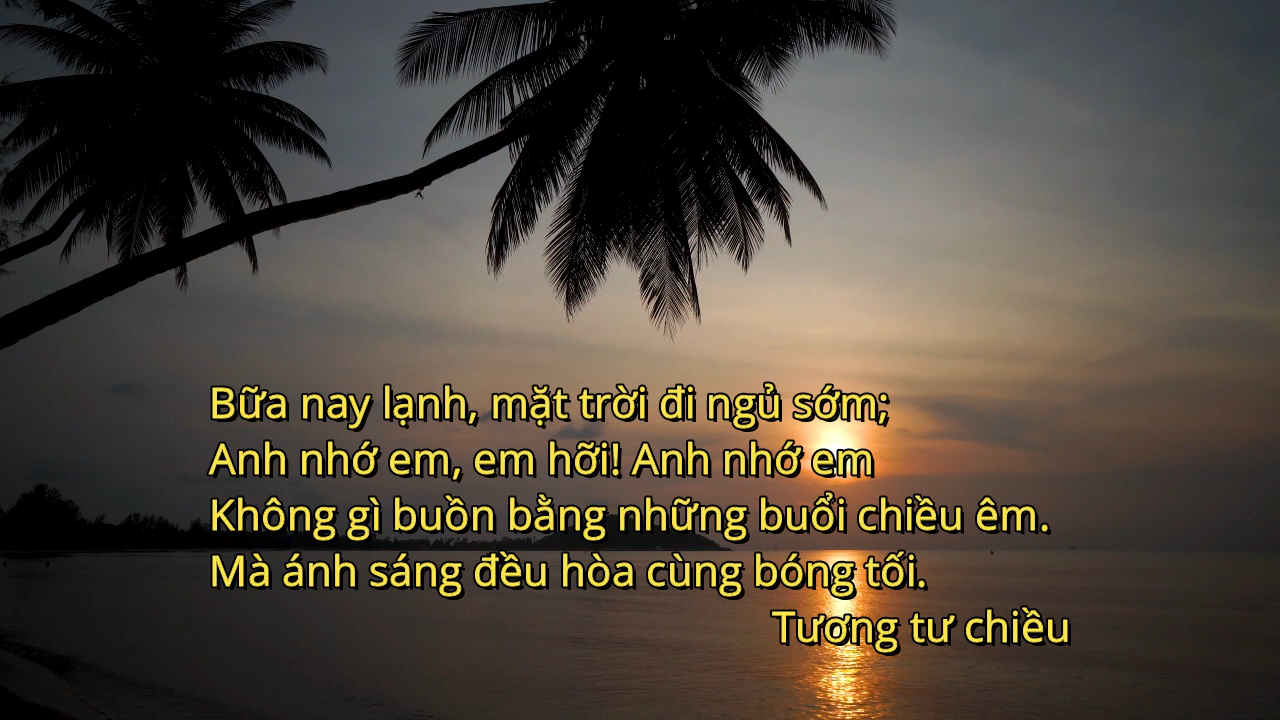 Bữa nay lạnh, mặt trời đi ngủ sớm;
Anh nhớ em, em hỡi! Anh nhớ em
Không gì buồn bằng những buổi chiều êm.
Mà ánh sáng đều hòa cùng bóng tối.
Tương tư chiều